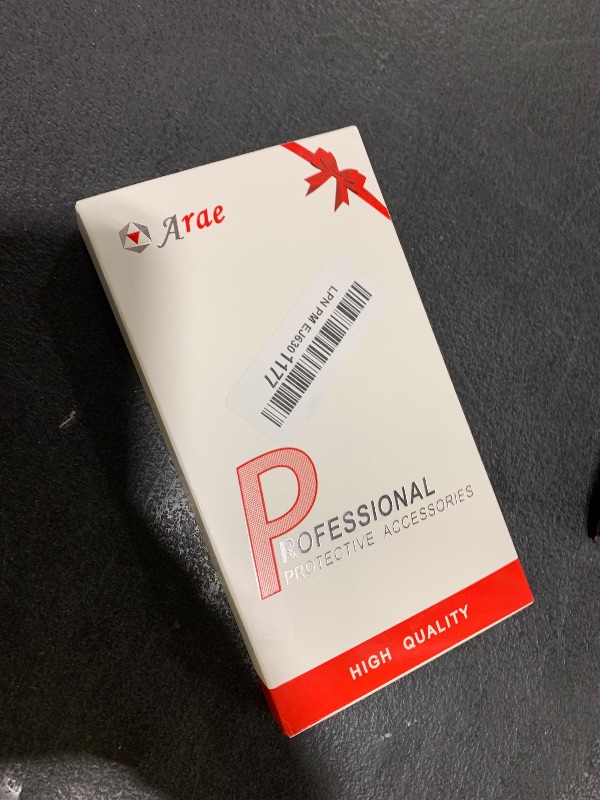 Arae
LPN PM EJ6301177
PROFESSIONAL
PROTECTIVE ACCESSORIES
HIGH QUALITY